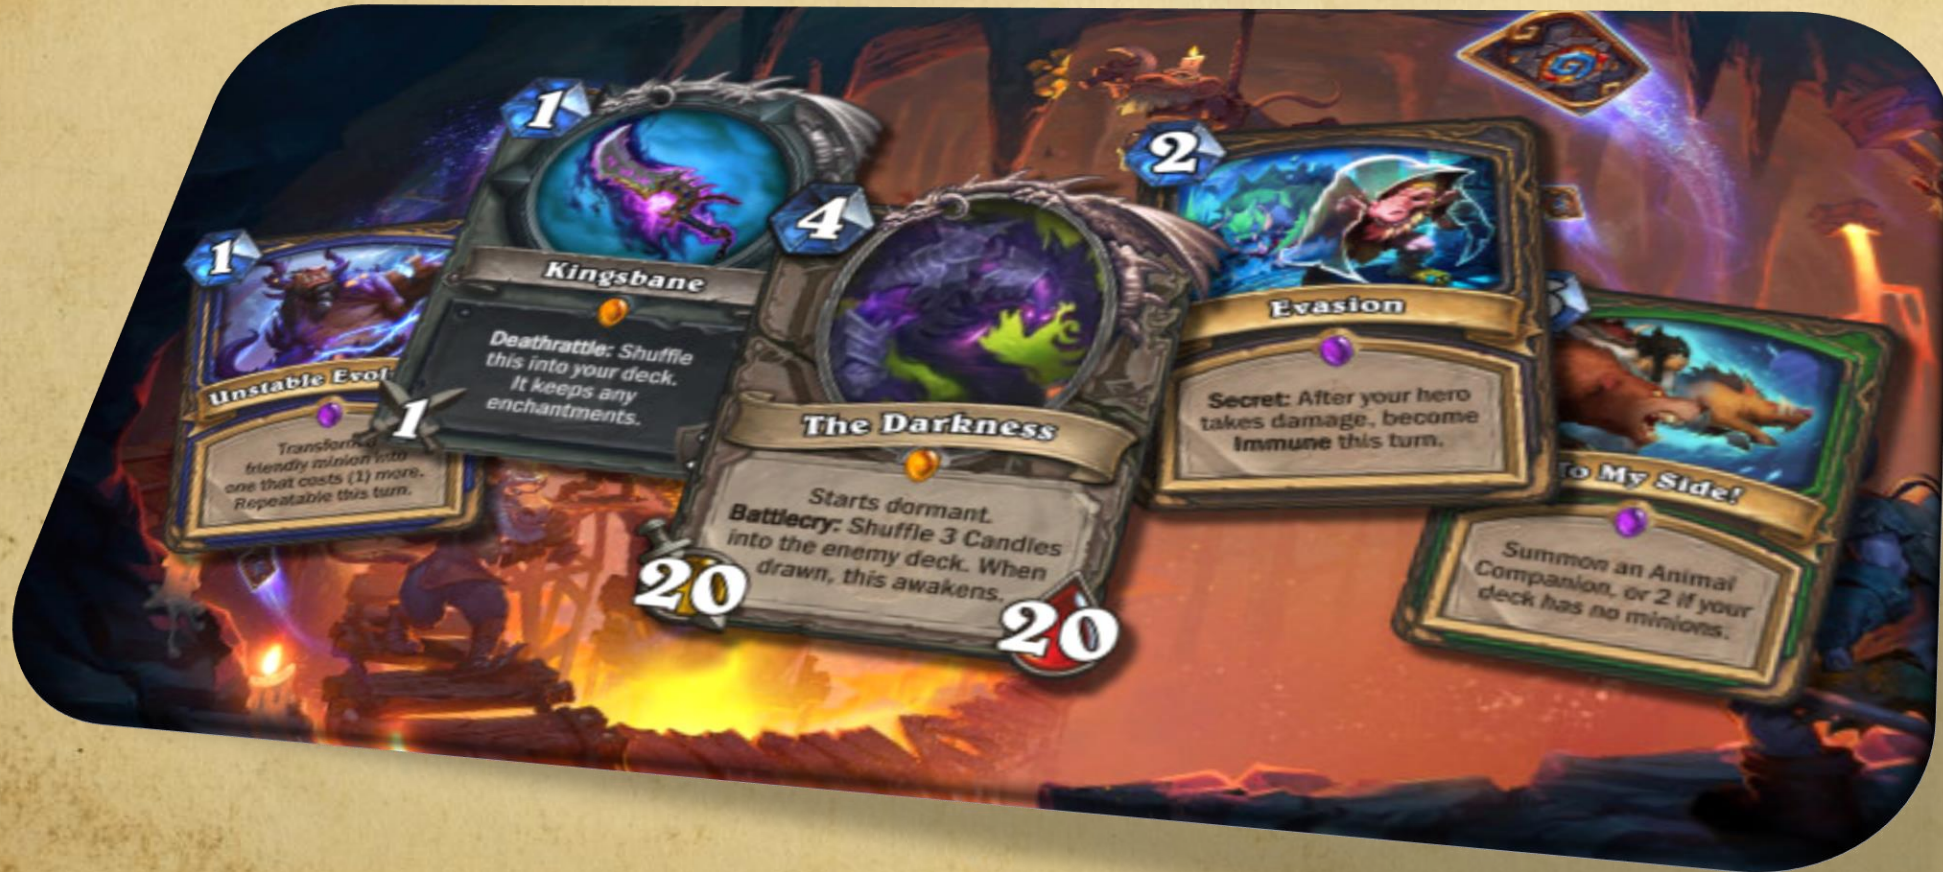 1
Unstable Evol
Transform a
friendly minion into
one that costs (1) more.
Repeatable this turn.
1
Kingsbane
Deathrattle: Shuffle
this into your deck.
It keeps any
enchantments.
1
4
The Darkness
Starts dormant.
Battlecry: Shuffle 3 Candles
into the enemy deck. When
drawn, this awakens.
20
20
2
Evasion
Secret: After your hero
takes damage, become
Immune this turn.
To My Side!
Summon an Animal
Companion, or 2 if your
deck has no minions.